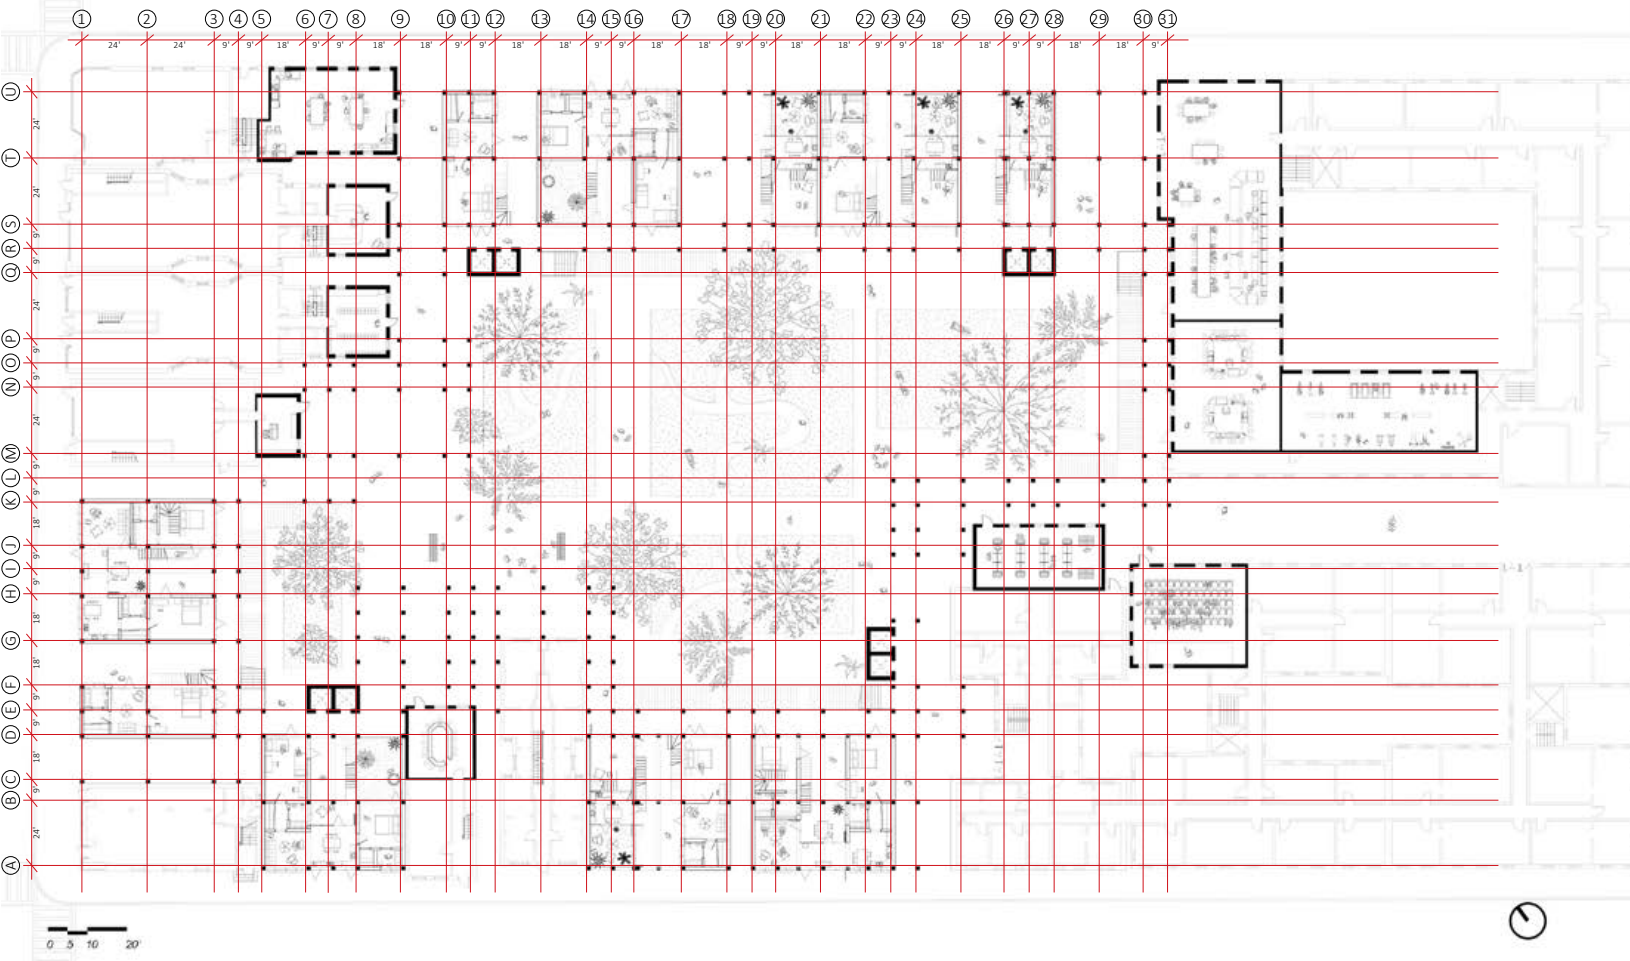 1 2 3 4 5 6 7 8 9 10 11 12 13 14 15 16 17 18 19 20 21 22 23 24 25 26 27 28 29 30 31
24' 24' 9' 9' 18' 9' 9' 18' 18' 9' 9' 18' 18' 9' 9' 18' 18' 9' 9' 18' 18' 9' 9' 18' 18' 9' 9' 18' 18' 9'
U
24'
T
24'
S
9'
R
9'
Q
24'
P
9'
O
9'
N
24'
M
9'
L
9'
K
18'
J
9'
I
9'
H
18'
G
18'
F
9'
E
9'
D
18'
C
9'
B
24'
A
0 5 10 20'